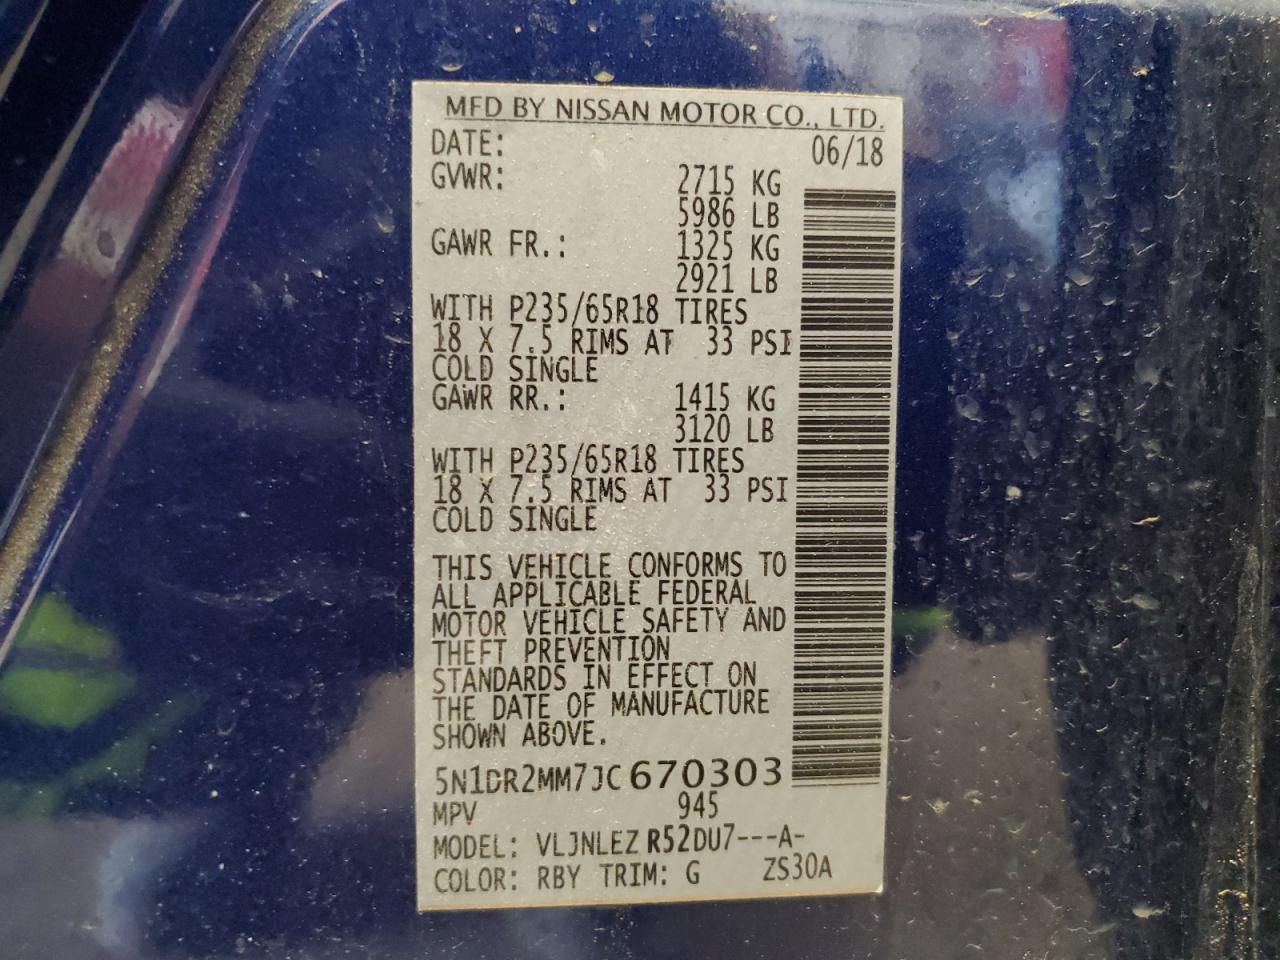 MFD BY NISSAN MOTOR CO., LTD.
DATE: 06/18
GVWR: 2715 KG
5986 LB
GAWR FR.: 1325 KG
2921 LB
WITH P235/65R18 TIRES
18 X 7.5 RIMS AT 33 PSI
COLD SINGLE
GAWR RR.: 1415 KG
3120 LB
WITH P235/65R18 TIRES
18 X 7.5 RIMS AT 33 PSI
COLD SINGLE
THIS VEHICLE CONFORMS TO
ALL APPLICABLE FEDERAL
MOTOR VEHICLE SAFETY AND
THEFT PREVENTION
STANDARDS IN EFFECT ON
THE DATE OF MANUFACTURE
SHOWN ABOVE.
5N1DR2MM7JC670303
MPV 945
MODEL: VLJNLEZ R52DU7---A-
COLOR: RBY TRIM: G ZS30A